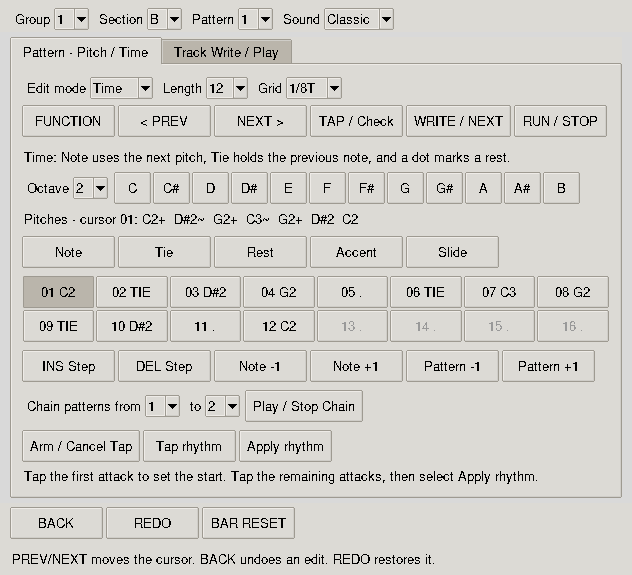 Group 1 Section B Pattern 1 Sound Classic
Pattern - Pitch / Time Track Write / Play
Edit mode Time Length 12 Grid 1/8T
FUNCTION < PREV NEXT > TAP / Check WRITE / NEXT RUN / STOP
Time: Note uses the next pitch, Tie holds the previous note, and a dot marks a rest.
Octave 2 C C# D D# E F F# G G# A A# B
Pitches - cursor 01: C2+ D#2~ G2+ C3~ G2+ D#2 C2
Note Tie Rest Accent Slide
01 C2 02 TIE 03 D#2 04 G2 05 . 06 TIE 07 C3 08 G2
09 TIE 10 D#2 11 . 12 C2 13 . 14 . 15 . 16 .
INS Step DEL Step Note -1 Note +1 Pattern -1 Pattern +1
Chain patterns from 1 to 2 Play / Stop Chain
Arm / Cancel Tap Tap rhythm Apply rhythm
Tap the first attack to set the start. Tap the remaining attacks, then select Apply rhythm.
BACK REDO BAR RESET
PREV/NEXT moves the cursor. BACK undoes an edit. REDO restores it.